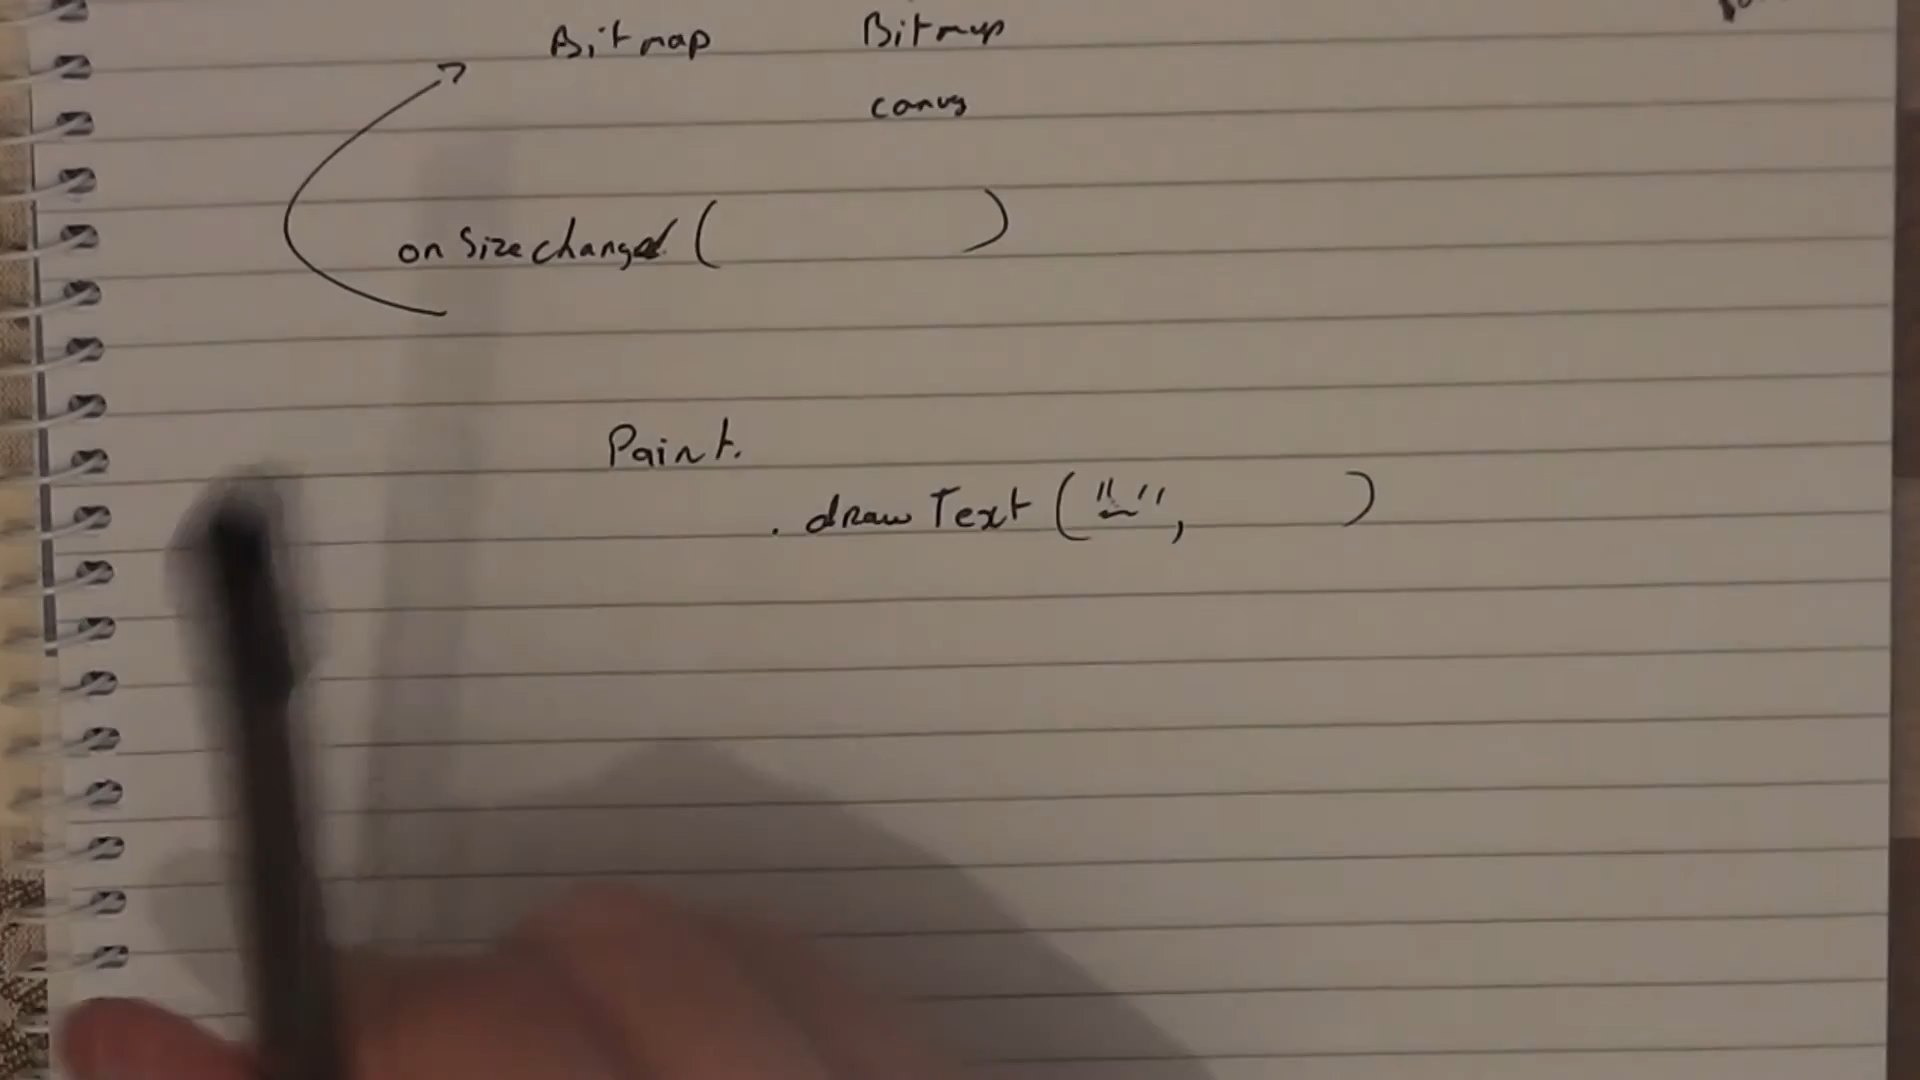 Bitmap Bitmap
canvas
onSizechanged ( )
Paint.
. drawText ( "~", )